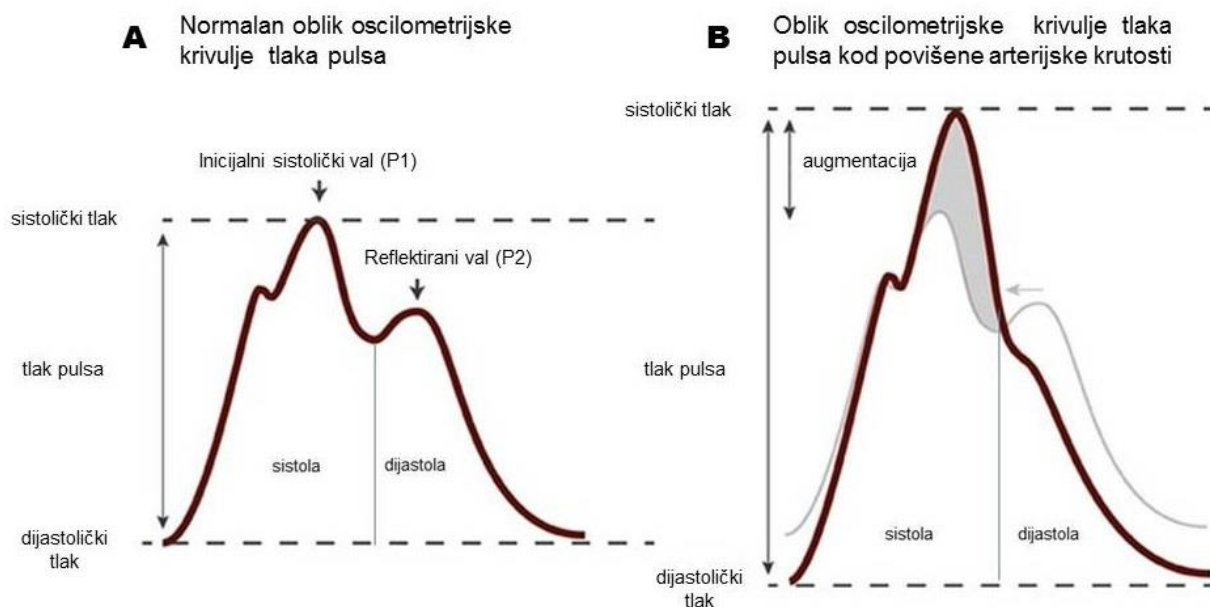 A
Normalan oblik oscilometrijske
krivulje tlaka pulsa
Inicijalni sistolički val (P1)
sistolički tlak
Reflektirani val (P2)
tlak pulsa
sistola
dijastola
dijastolički
tlak
B
Oblik oscilometrijske krivulje tlaka
pulsa kod povišene arterijske krutosti
sistolički tlak
augmentacija
tlak pulsa
sistola
dijastola
dijastolički
tlak